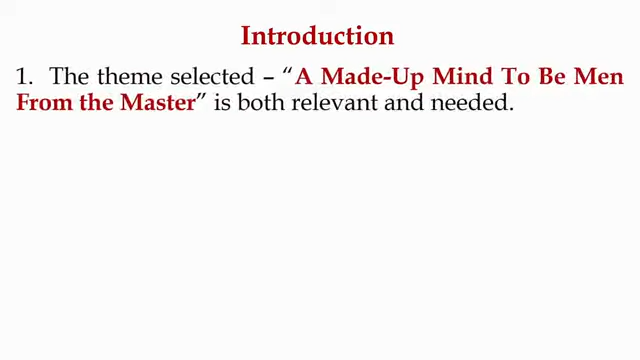 Introduction
1. The theme selected – “A Made-Up Mind To Be Men
From the Master” is both relevant and needed.